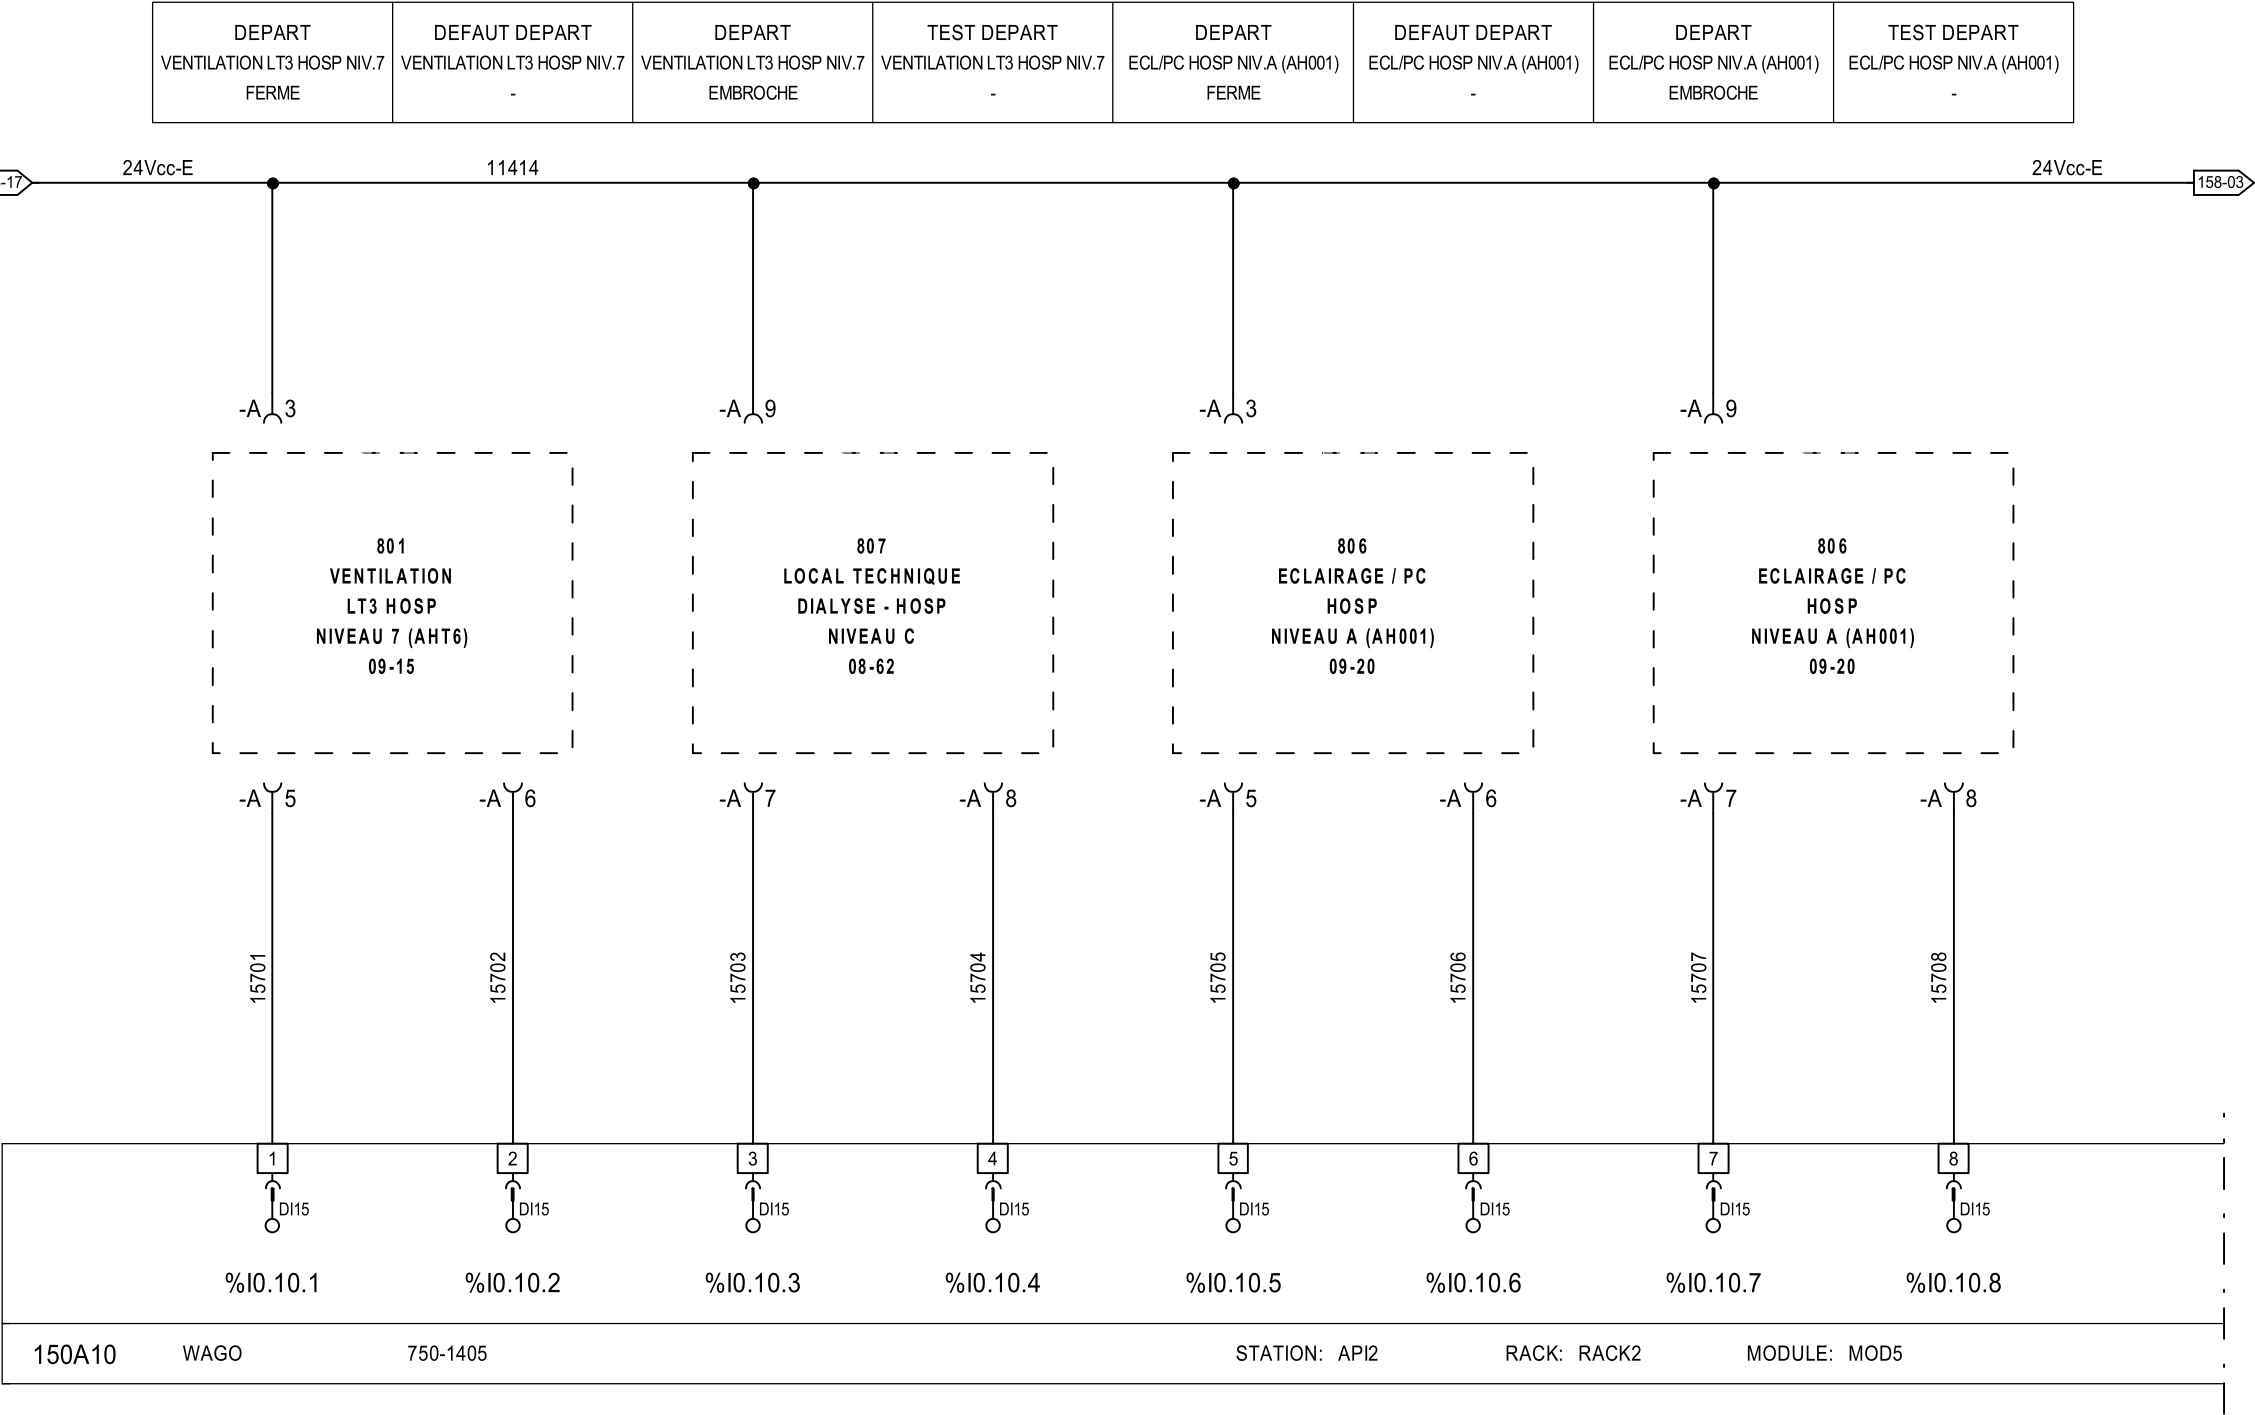 DEPART
VENTILATION LT3 HOSP NIV.7
FERME
DEFAUT DEPART
VENTILATION LT3 HOSP NIV.7
-
DEPART
VENTILATION LT3 HOSP NIV.7
EMBROCHE
TEST DEPART
VENTILATION LT3 HOSP NIV.7
-
DEPART
ECL/PC HOSP NIV.A (AH001)
FERME
DEFAUT DEPART
ECL/PC HOSP NIV.A (AH001)
-
DEPART
ECL/PC HOSP NIV.A (AH001)
EMBROCHE
TEST DEPART
ECL/PC HOSP NIV.A (AH001)
-
-17 24Vcc-E 11414 24Vcc-E 158-03
-A 3 -A 9 -A 3 -A 9
801
VENTILATION
LT3 HOSP
NIVEAU 7 (AHT6)
09-15
807
LOCAL TECHNIQUE
DIALYSE - HOSP
NIVEAU C
08-62
806
ECLAIRAGE / PC
HOSP
NIVEAU A (AH001)
09-20
806
ECLAIRAGE / PC
HOSP
NIVEAU A (AH001)
09-20
-A 5 -A 6 -A 7 -A 8 -A 5 -A 6 -A 7 -A 8
15701 15702 15703 15704 15705 15706 15707 15708
1 2 3 4 5 6 7 8
DI15 DI15 DI15 DI15 DI15 DI15 DI15 DI15
%I0.10.1 %I0.10.2 %I0.10.3 %I0.10.4 %I0.10.5 %I0.10.6 %I0.10.7 %I0.10.8
150A10 WAGO 750-1405 STATION: API2 RACK: RACK2 MODULE: MOD5